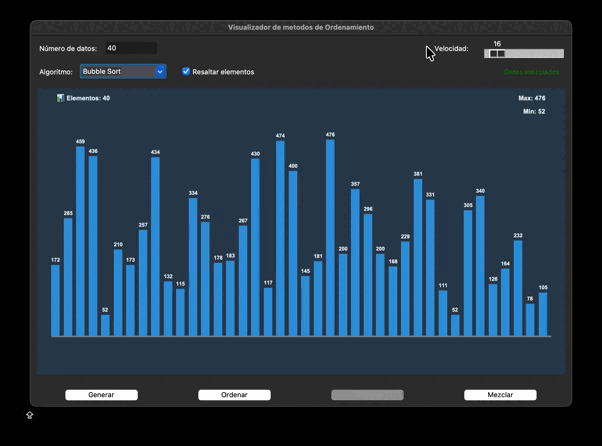 Visualizador de metodos de Ordenamiento
Número de datos: 40
Velocidad: 16
Algoritmo: Bubble Sort
Resaltar elementos
Datos mezclados
📊 Elementos: 40
Max: 476
Min: 52
172 285 459 436 52 210 173 257 434 132 115 334 276 178 183 267 430 117 474 400 145 181 476 200 357 296 200 168 229 381 331 111 52 305 340 126 164 232 78 105
Generar
Ordenar
Mezclar